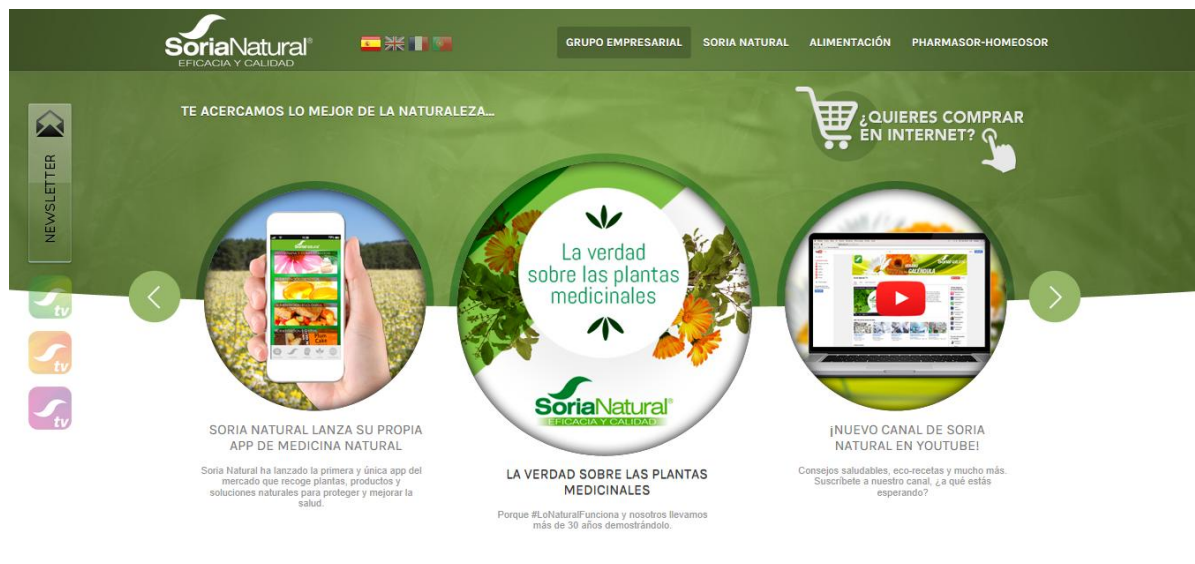 SoriaNatural®
EFICACIA Y CALIDAD
GRUPO EMPRESARIAL
SORIA NATURAL
ALIMENTACIÓN
PHARMASOR-HOMEOSOR
TE ACERCAMOS LO MEJOR DE LA NATURALEZA...
¿QUIERES COMPRAR
EN INTERNET?
NEWSLETTER
tv
tv
tv
La verdad
sobre las plantas
medicinales
SoriaNatural®
EFICACIA Y CALIDAD
CALÉNDULA
SORIA NATURAL LANZA SU PROPIA
APP DE MEDICINA NATURAL
Soria Natural ha lanzado la primera y única app del
mercado que recoge plantas, productos y
soluciones naturales para proteger y mejorar la
salud.
LA VERDAD SOBRE LAS PLANTAS
MEDICINALES
Porque #LoNaturalFunciona y nosotros llevamos
más de 30 años demostrándolo.
¡NUEVO CANAL DE SORIA
NATURAL EN YOUTUBE!
Consejos saludables, eco-recetas y mucho más.
Suscríbete a nuestro canal, ¿a qué estás
esperando?